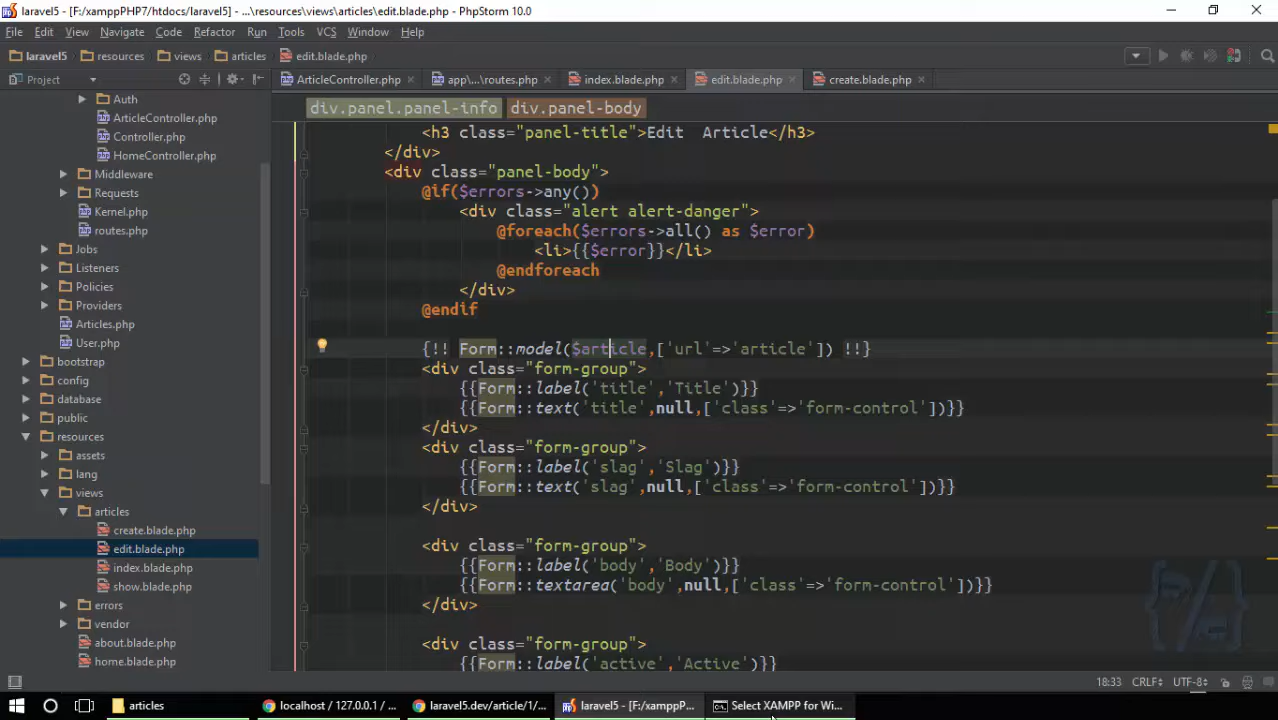 laravel5 - [F:/xamppPHP7/htdocs/laravel5] - ...\resources\views\articles\edit.blade.php - PhpStorm 10.0
File Edit View Navigate Code Refactor Run Tools VCS Window Help
laravel5 resources views articles edit.blade.php
Project ArticleController.php app\...\routes.php index.blade.php edit.blade.php create.blade.php
div.panel.panel-info div.panel-body
Auth
ArticleController.php
Controller.php
HomeController.php
Middleware
Requests
Kernel.php
routes.php
Jobs
Listeners
Policies
Providers
Articles.php
User.php
bootstrap
config
database
public
resources
assets
lang
views
articles
create.blade.php
edit.blade.php
index.blade.php
show.blade.php
errors
vendor
about.blade.php
home.blade.php
<h3 class="panel-title">Edit  Article</h3>
</div>
<div class="panel-body">
@if($errors->any())
<div class="alert alert-danger">
@foreach($errors->all() as $error)
<li>{{$error}}</li>
@endforeach
</div>
@endif
{!! Form::model($article,['url'=>'article']) !!}
<div class="form-group">
{{Form::label('title','Title')}}
{{Form::text('title',null,['class'=>'form-control'])}}
</div>
<div class="form-group">
{{Form::label('slag','Slag')}}
{{Form::text('slag',null,['class'=>'form-control'])}}
</div>
<div class="form-group">
{{Form::label('body','Body')}}
{{Form::textarea('body',null,['class'=>'form-control'])}}
</div>
<div class="form-group">
{{Form::label('active','Active')}}
18:33 CRLF UTF-8
articles localhost / 127.0.0.1 / ... laravel5.dev/article/1/... laravel5 - [F:/xamppP... Select XAMPP for Wi...